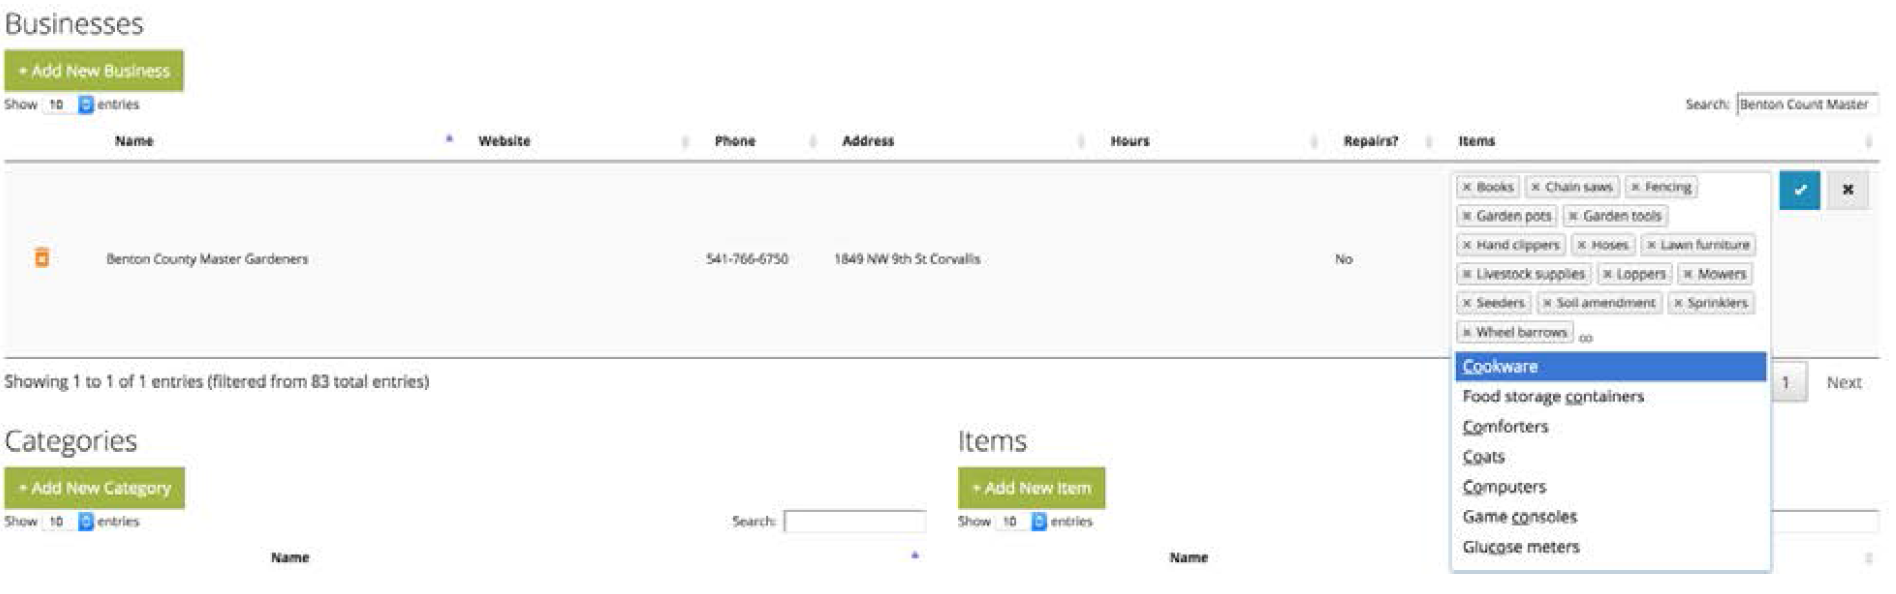 Businesses
+ Add New Business
Show 10 entries
Search: Benton Count Master
Name Website Phone Address Hours Repairs? Items
× Books × Chain saws × Fencing
× Garden pots × Garden tools
× Hand clippers × Hoses × Lawn furniture
Benton County Master Gardeners 541-766-6750 1849 NW 9th St Corvallis No
× Livestock supplies × Loppers × Mowers
× Seeders × Soil amendment × Sprinklers
× Wheel barrows co
Cookware
Showing 1 to 1 of 1 entries (filtered from 83 total entries)
1 Next
Food storage containers
Comforters
Coats
Computers
Game consoles
Glucose meters
Categories
+ Add New Category
Show 10 entries
Search:
Name
Items
+ Add New Item
Show 10 entries
Name